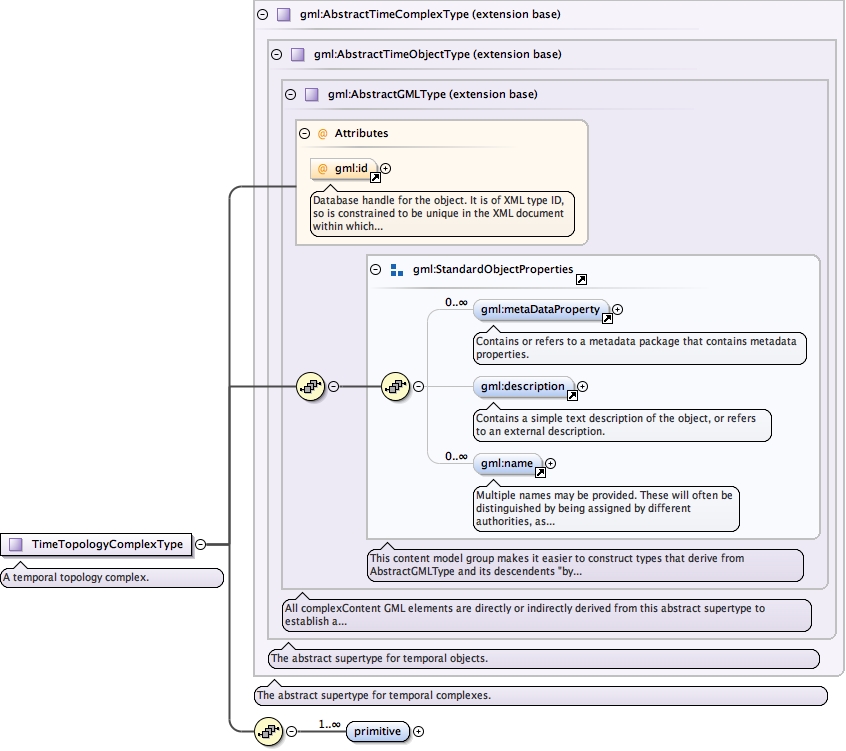 gml:AbstractTimeComplexType (extension base)
gml:AbstractTimeObjectType (extension base)
gml:AbstractGMLType (extension base)
@ Attributes
@ gml:id
Database handle for the object. It is of XML type ID,
so is constrained to be unique in the XML document
within which...
gml:StandardObjectProperties
0..∞
gml:metaDataProperty
Contains or refers to a metadata package that contains metadata
properties.
gml:description
Contains a simple text description of the object, or refers
to an external description.
0..∞
gml:name
Multiple names may be provided. These will often be
distinguished by being assigned by different
authorities, as...
TimeTopologyComplexType
A temporal topology complex.
This content model group makes it easier to construct types that derive from
AbstractGMLType and its descendents "by...
All complexContent GML elements are directly or indirectly derived from this abstract supertype to
establish a...
The abstract supertype for temporal objects.
The abstract supertype for temporal complexes.
1..∞
primitive